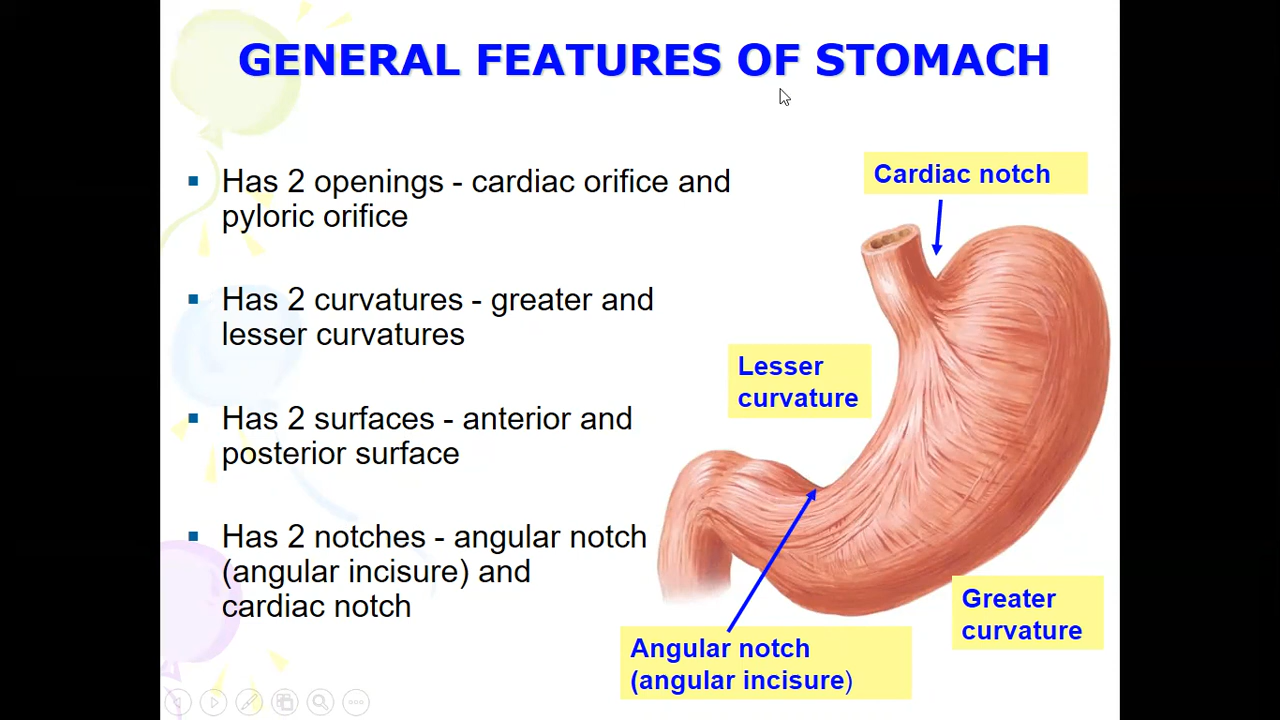 GENERAL FEATURES OF STOMACH
Has 2 openings - cardiac orifice and
pyloric orifice
Has 2 curvatures - greater and
lesser curvatures
Has 2 surfaces - anterior and
posterior surface
Has 2 notches - angular notch
(angular incisure) and
cardiac notch
Cardiac notch
Lesser
curvature
Greater
curvature
Angular notch
(angular incisure)